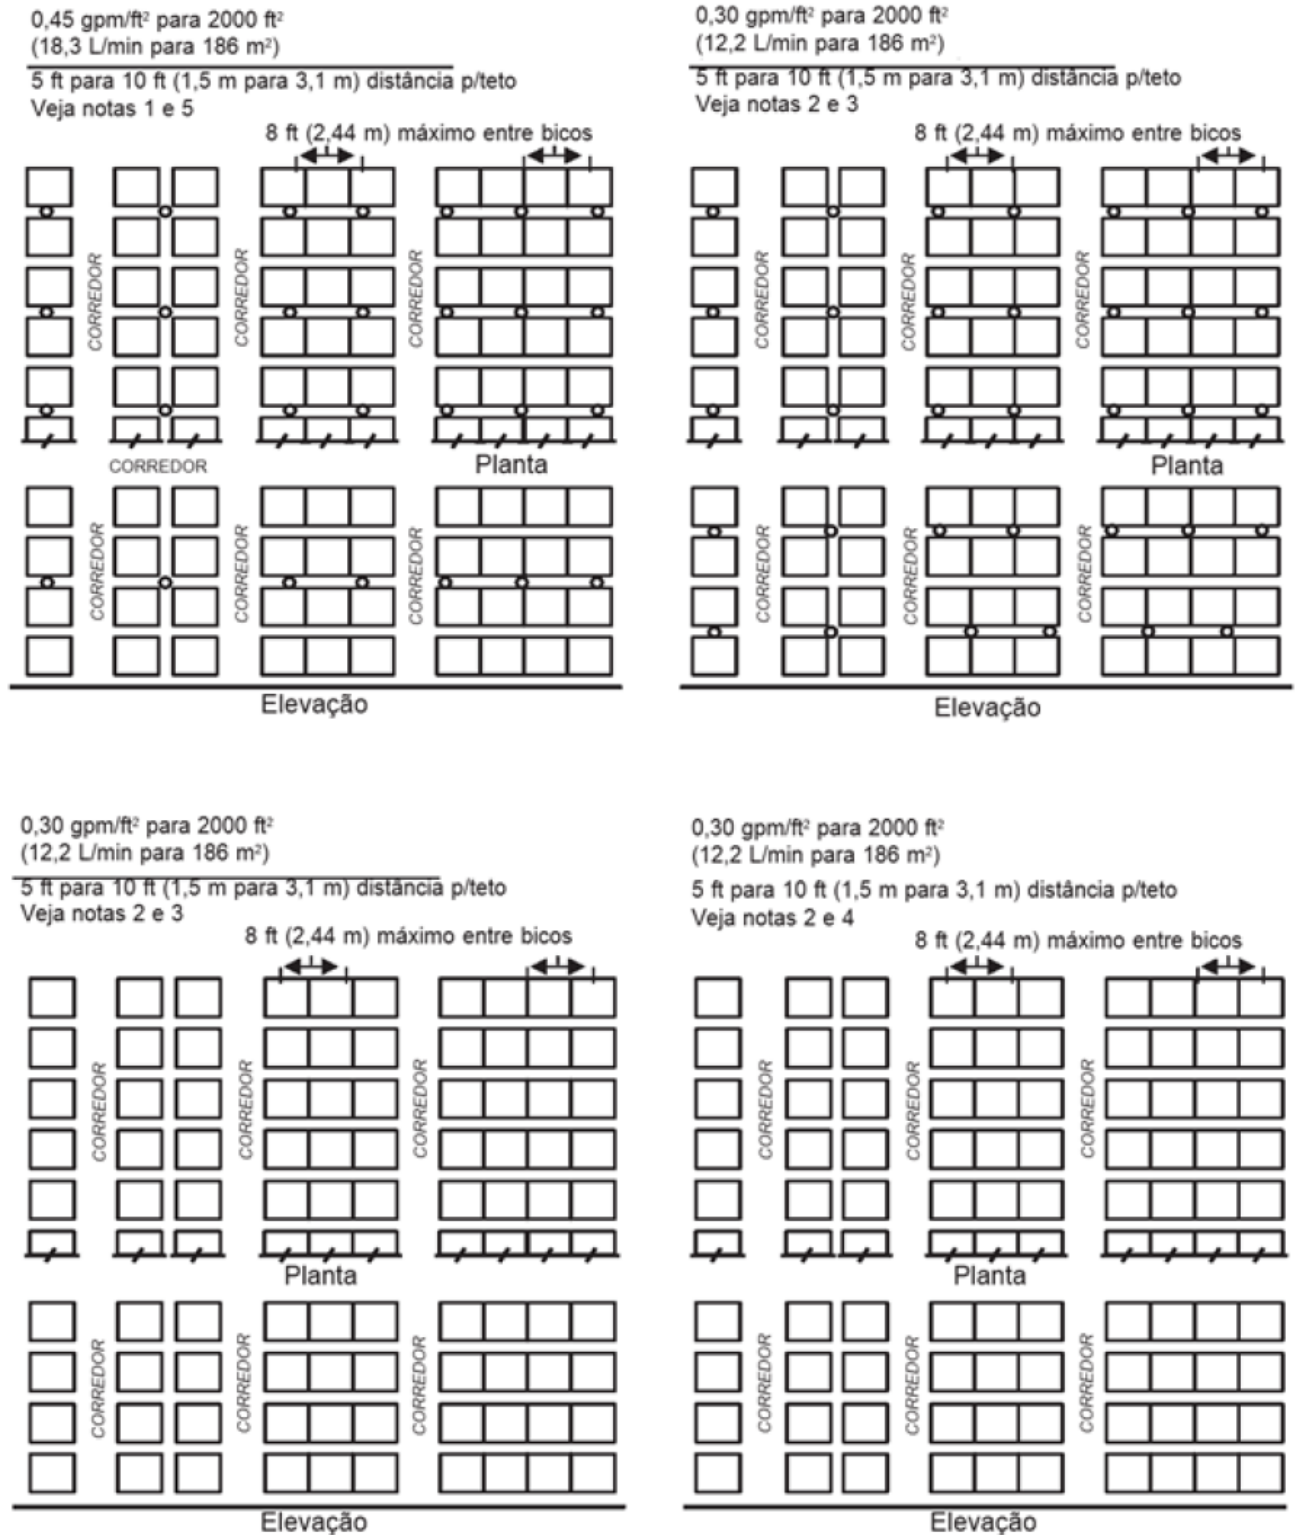 0,45 gpm/ft² para 2000 ft²
(18,3 L/min para 186 m²)
5 ft para 10 ft (1,5 m para 3,1 m) distância p/teto
Veja notas 1 e 5
8 ft (2,44 m) máximo entre bicos
CORREDOR
CORREDOR
CORREDOR
CORREDOR
Planta
CORREDOR
CORREDOR
CORREDOR
Elevação
0,30 gpm/ft² para 2000 ft²
(12,2 L/min para 186 m²)
5 ft para 10 ft (1,5 m para 3,1 m) distância p/teto
Veja notas 2 e 3
8 ft (2,44 m) máximo entre bicos
CORREDOR
CORREDOR
CORREDOR
Planta
CORREDOR
CORREDOR
CORREDOR
Elevação
0,30 gpm/ft² para 2000 ft²
(12,2 L/min para 186 m²)
5 ft para 10 ft (1,5 m para 3,1 m) distância p/teto
Veja notas 2 e 3
8 ft (2,44 m) máximo entre bicos
CORREDOR
CORREDOR
CORREDOR
Planta
CORREDOR
CORREDOR
CORREDOR
Elevação
0,30 gpm/ft² para 2000 ft²
(12,2 L/min para 186 m²)
5 ft para 10 ft (1,5 m para 3,1 m) distância p/teto
Veja notas 2 e 4
8 ft (2,44 m) máximo entre bicos
CORREDOR
CORREDOR
CORREDOR
Planta
CORREDOR
CORREDOR
CORREDOR
Elevação